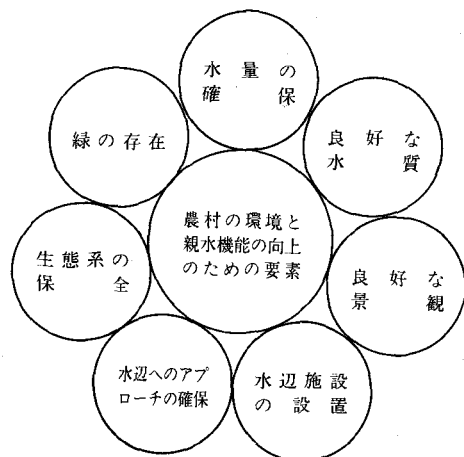 水量の
確保
緑の存在
良好な
水質
農村の環境と
親水機能の向上
のための要素
生態系の
保全
良好な
景観
水辺へのアプ
ローチの確保
水辺施設
の設置